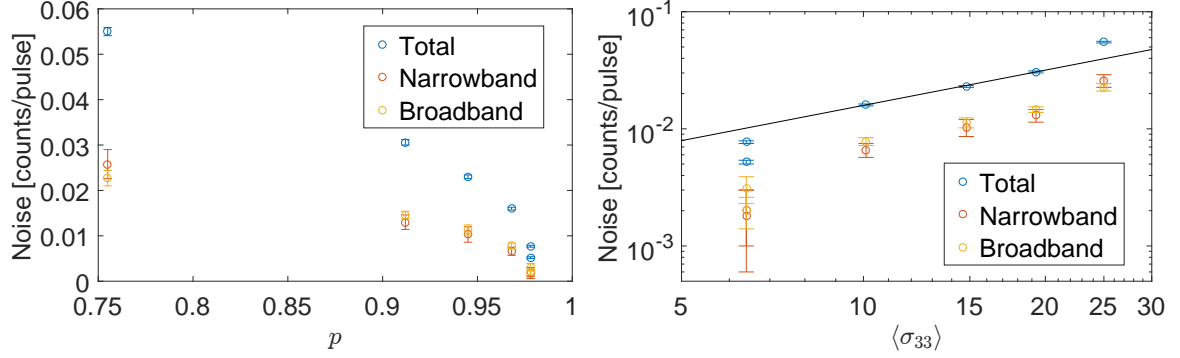 0.06
0.05
0.04
0.03
0.02
0.01
0
Noise [counts/pulse]
Total
Narrowband
Broadband
0.75 0.8 0.85 0.9 0.95 1
p
10⁻¹
10⁻²
10⁻³
Noise [counts/pulse]
Total
Narrowband
Broadband
5 10 15 20 25 30
⟨σ₃₃⟩